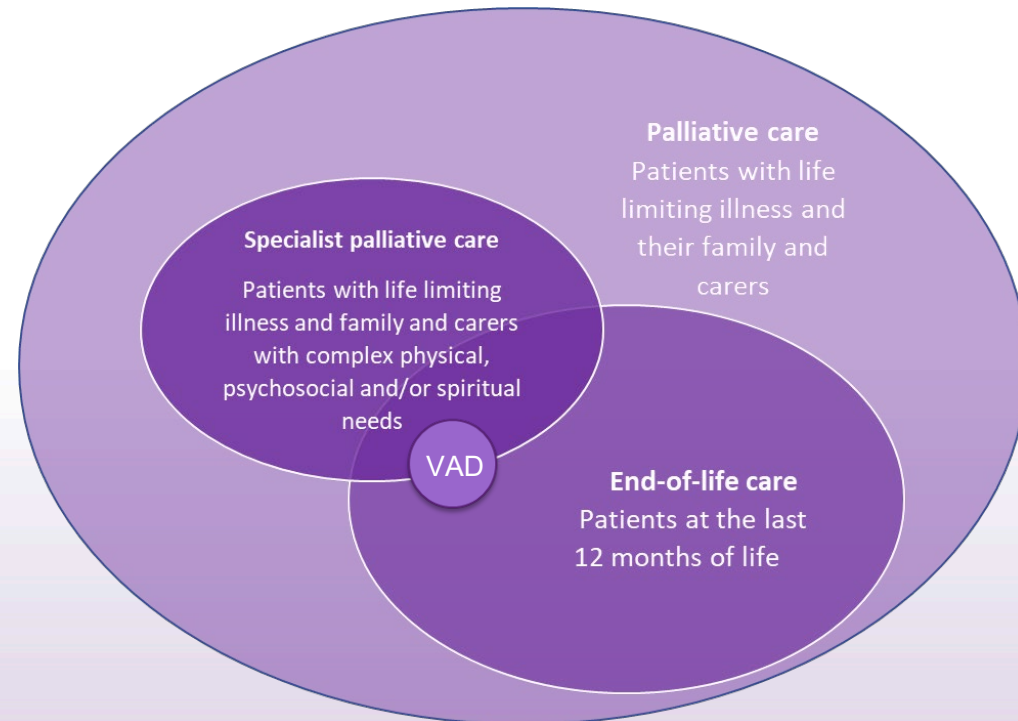 Palliative care
Patients with life
limiting illness and
their family and
carers
Specialist palliative care
Patients with life limiting
illness and family and carers
with complex physical,
psychosocial and/or spiritual
needs
VAD
End-of-life care
Patients at the last
12 months of life